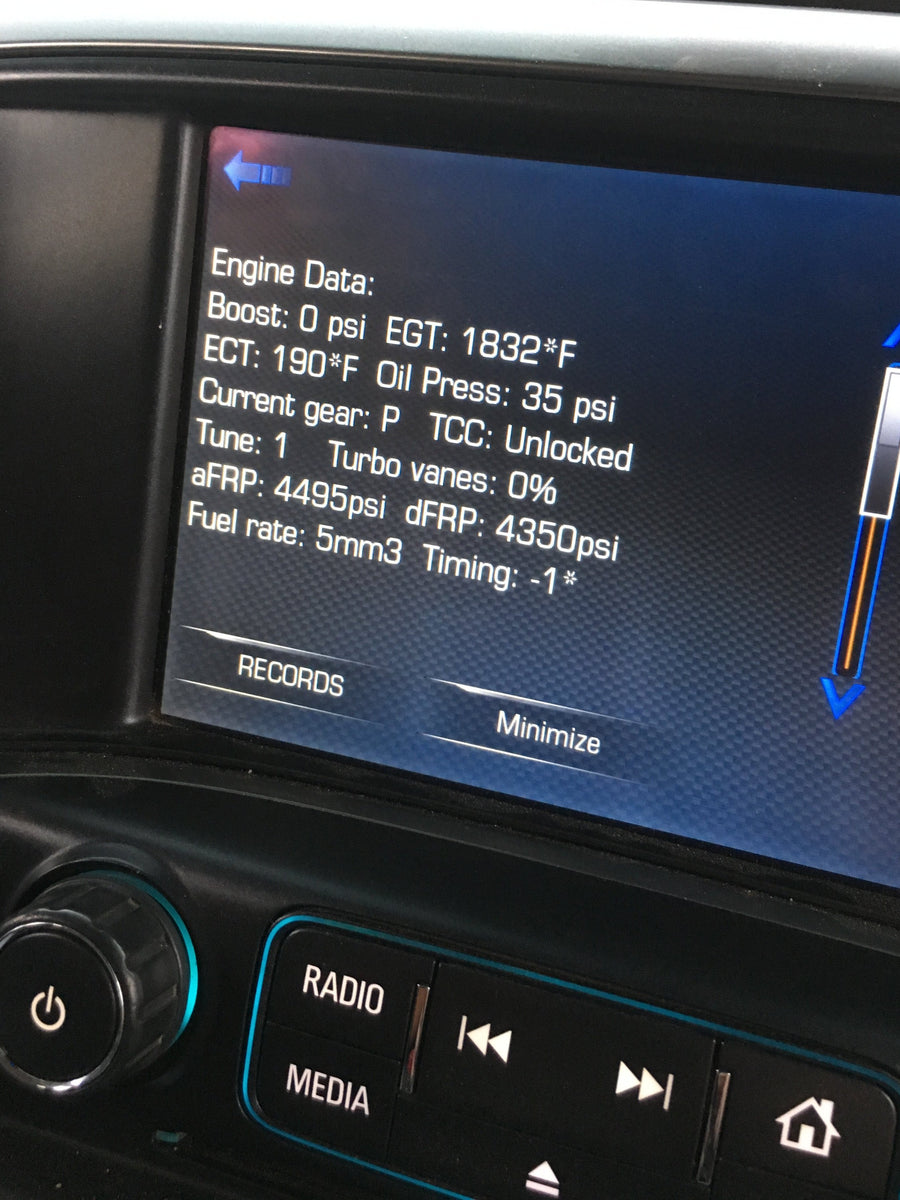 Engine Data:
Boost: 0 psi EGT: 1832*F
ECT: 190*F Oil Press: 35 psi
Current gear: P TCC: Unlocked
Tune: 1 Turbo vanes: 0%
aFRP: 4495psi dFRP: 4350psi
Fuel rate: 5mm3 Timing: -1*
RECORDS
Minimize
RADIO
MEDIA